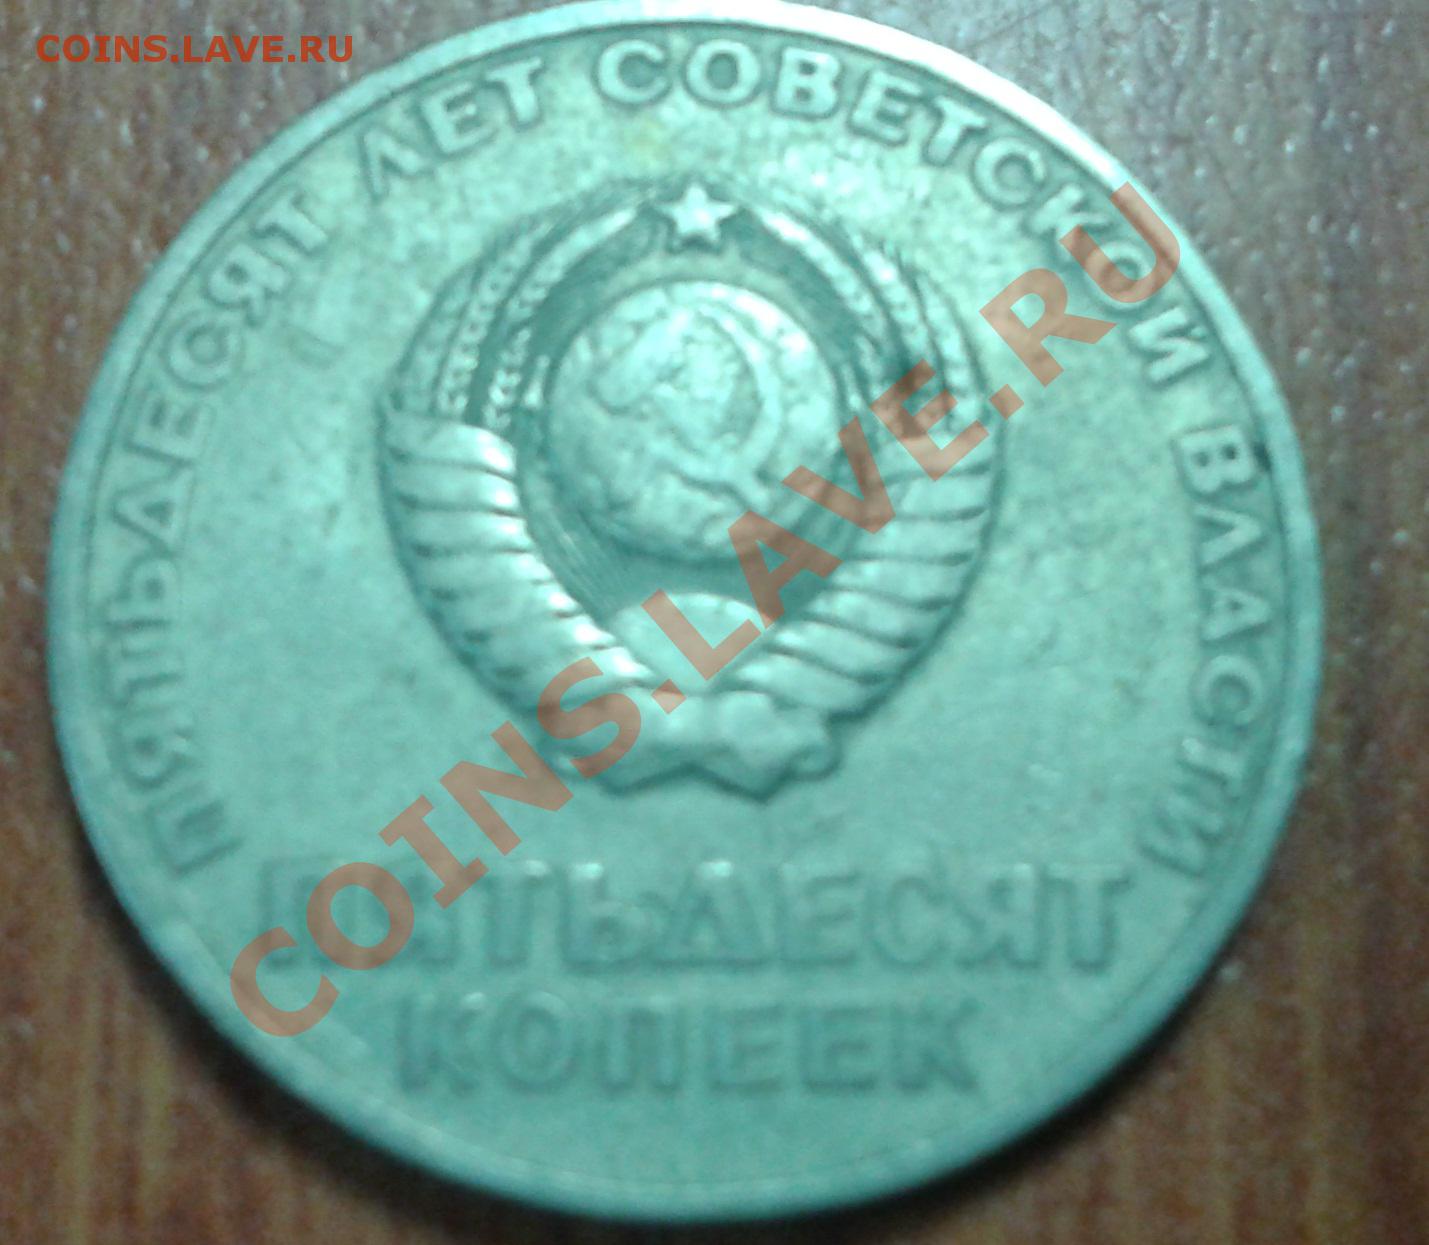 COINS.LAVE.RU
ПЯТЬДЕСЯТ ЛЕТ СОВЕТСКОЙ ВЛАСТИ
ПЯТЬДЕСЯТ
КОПЕЕК
COINS.LAVE.RU